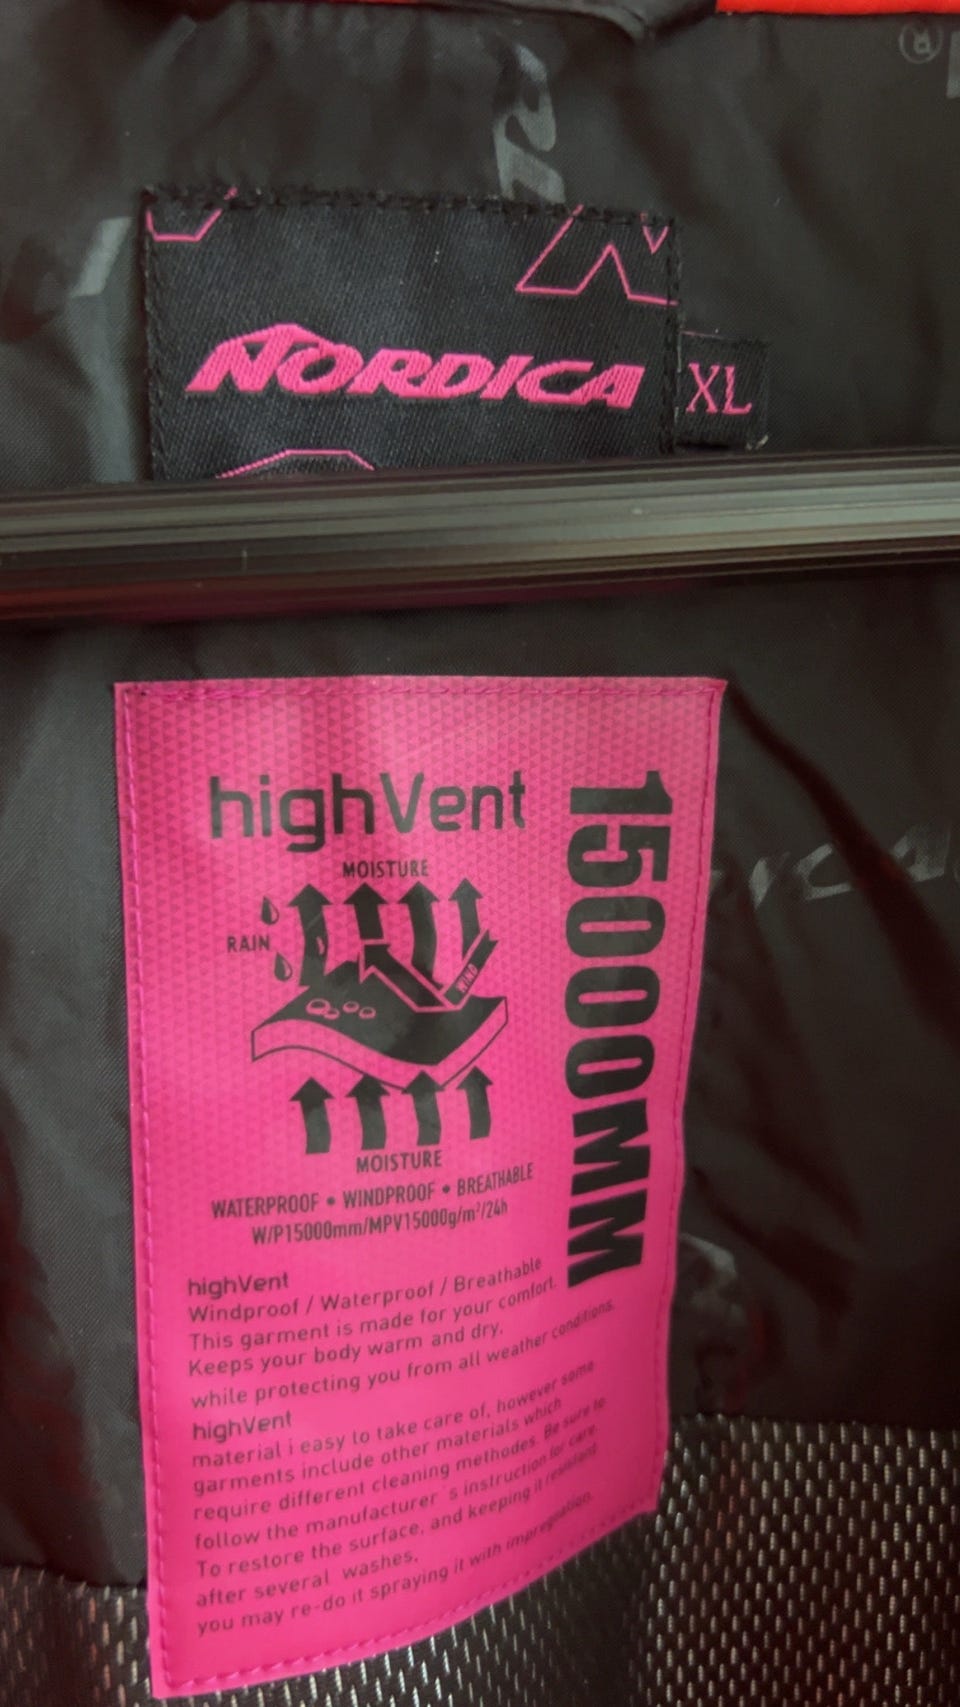 NORDICA
XL
highVent
15000MM
MOISTURE
RAIN
WIND
MOISTURE
WATERPROOF • WINDPROOF • BREATHABLE
W/P15000mm/MPV15000g/m²/24h
highVent
Windproof / Waterproof / Breathable
This garment is made for your comfort.
Keeps your body warm and dry.
while protecting you from all weather conditions.
highVent
material i easy to take care of, however some
garments include other materials which
require different cleaning methodes. Be sure to
follow the manufacturer´s instruction for care.
To restore the surface, and keeping it resistant
after several washes,
you may re-do it spraying it with impregnation.